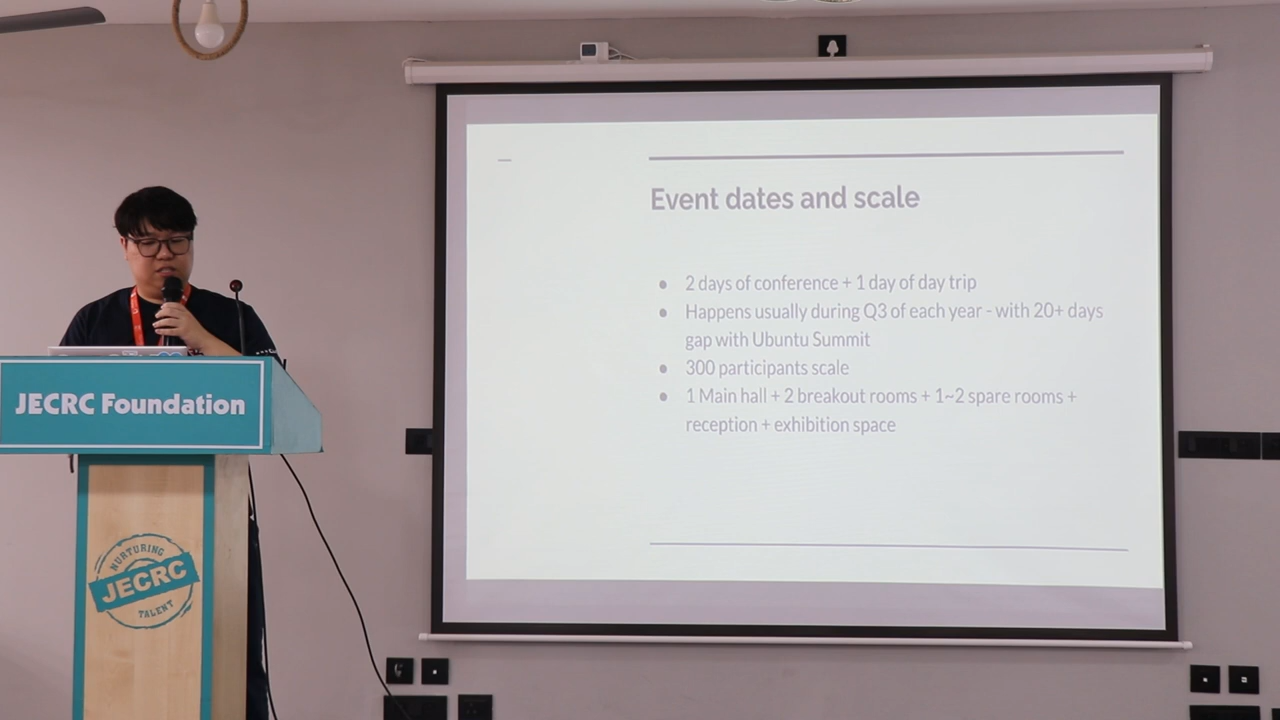 Event dates and scale
● 2 days of conference + 1 day of day trip
● Happens usually during Q3 of each year - with 20+ days
gap with Ubuntu Summit
● 300 participants scale
● 1 Main hall + 2 breakout rooms + 1~2 spare rooms +
reception + exhibition space
JECRC Foundation
NURTURING
JECRC
TALENT